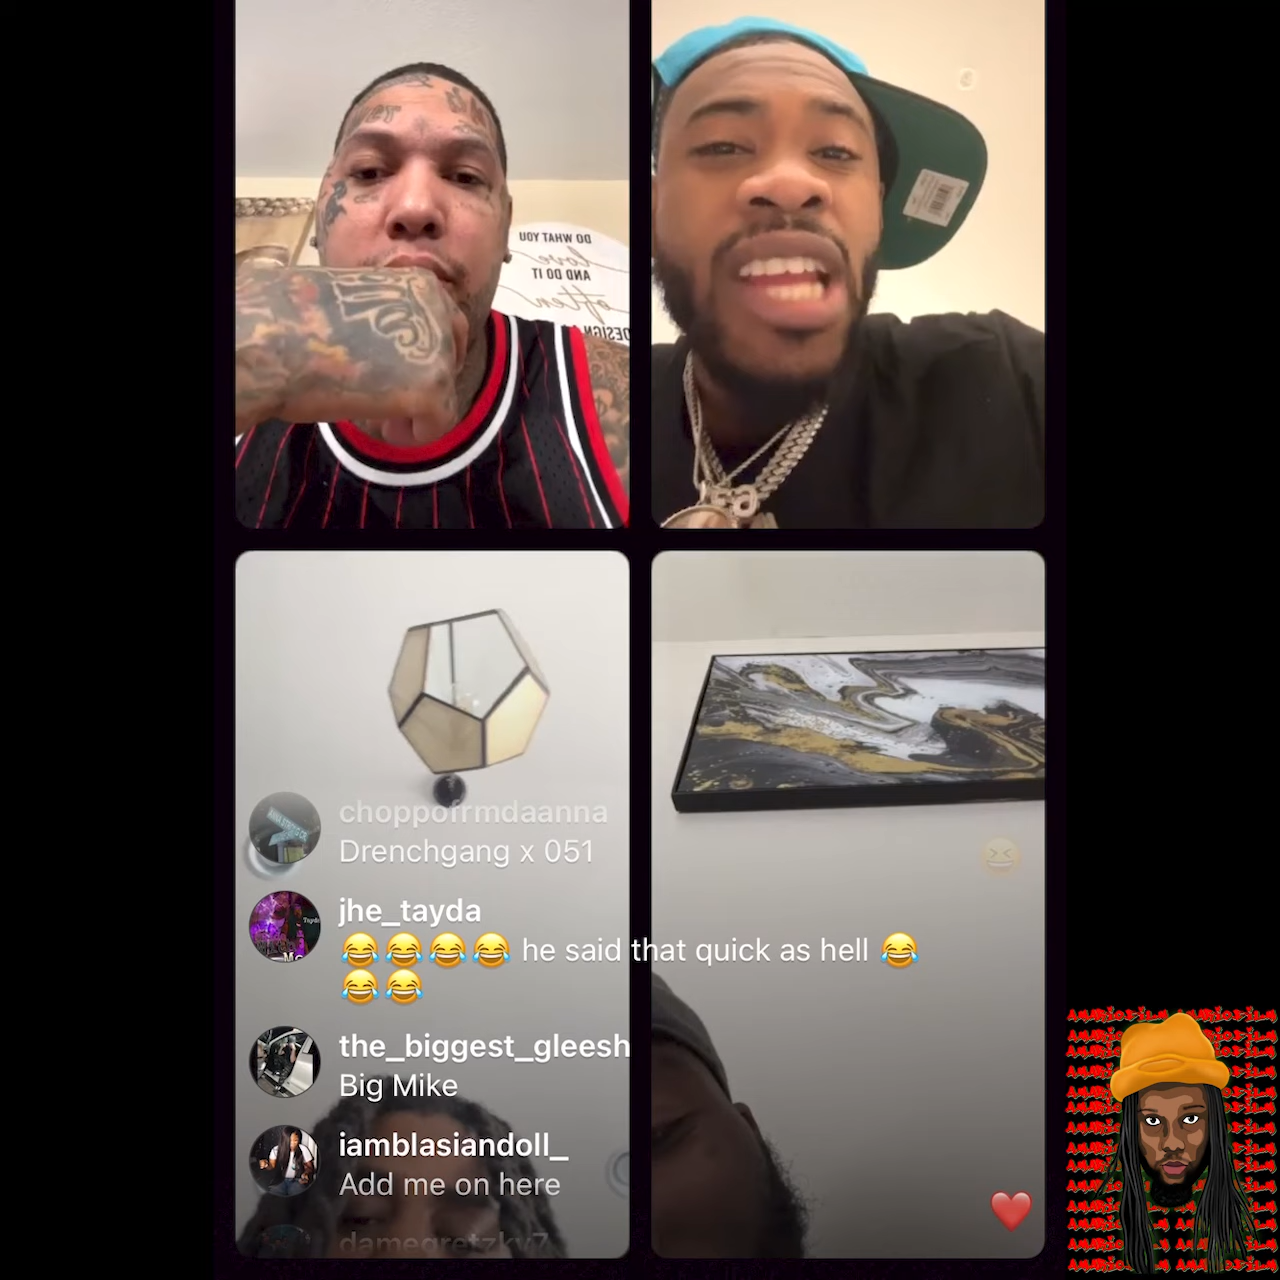 DO WHAT YOU
love
AND DO IT
often
choppofrmdaanna
Drenchgang x 051
jhe_tayda
😂😂😂😂 he said that quick as hell 😂
😂😂
the_biggest_gleesh
Big Mike
iamblasiandoll_
Add me on here
damegretzky7